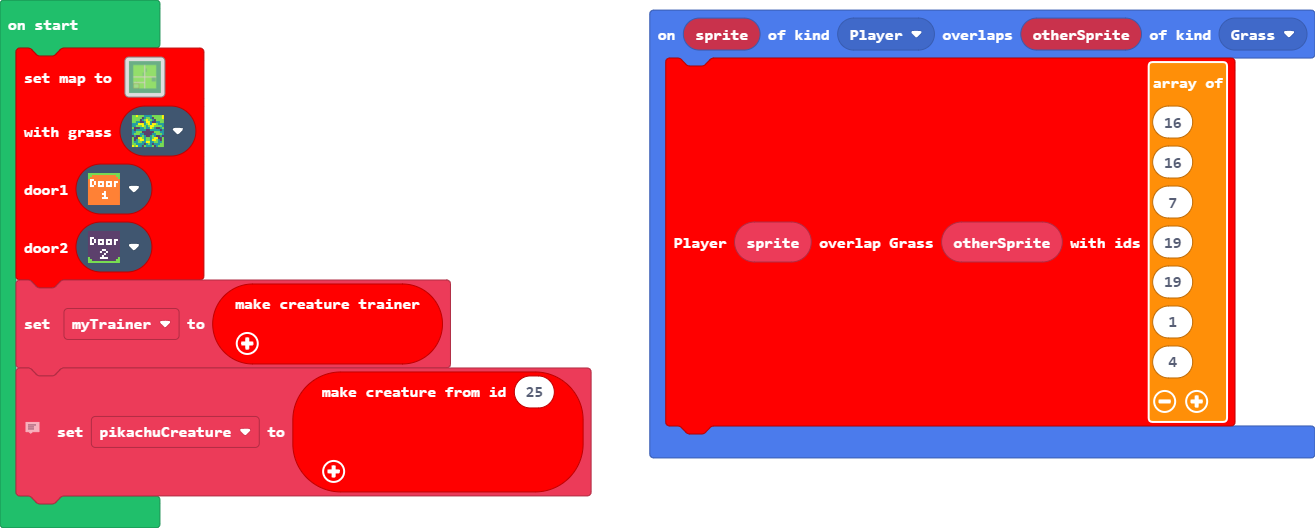 on start
set map to
with grass
door1 Door 1
door2 Door 2
set myTrainer to make creature trainer
set pikachuCreature to make creature from id 25
on sprite of kind Player overlaps otherSprite of kind Grass
Player sprite overlap Grass otherSprite with ids
array of
16
16
7
19
19
1
4